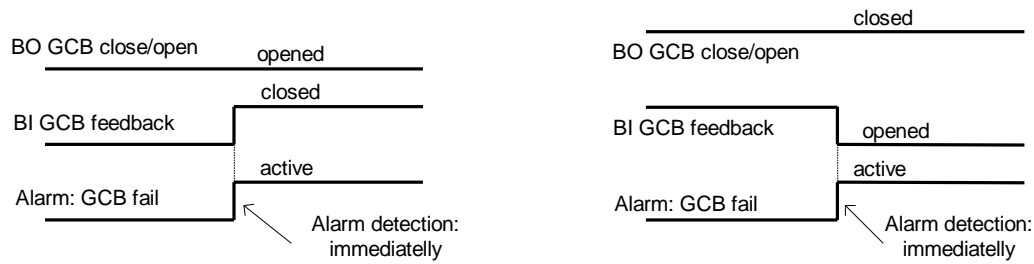 BO GCB close/open
opened
closed
BI GCB feedback
active
Alarm: GCB fail
Alarm detection:
immediatelly
closed
BO GCB close/open
BI GCB feedback
opened
active
Alarm: GCB fail
Alarm detection:
immediatelly